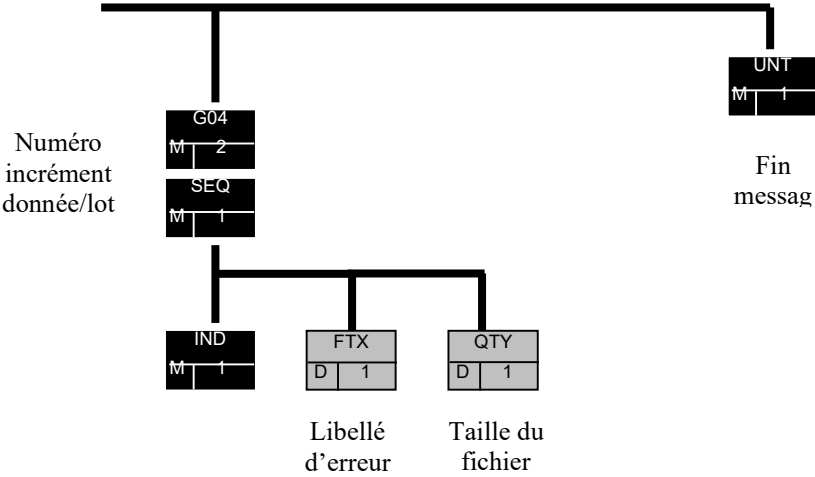 UNT
M 1
G04
M 2
Numéro
incrément
donnée/lot
SEQ
M 1
Fin
messag
IND
M 1
FTX
D 1
QTY
D 1
Libellé
d’erreur
Taille du
fichier